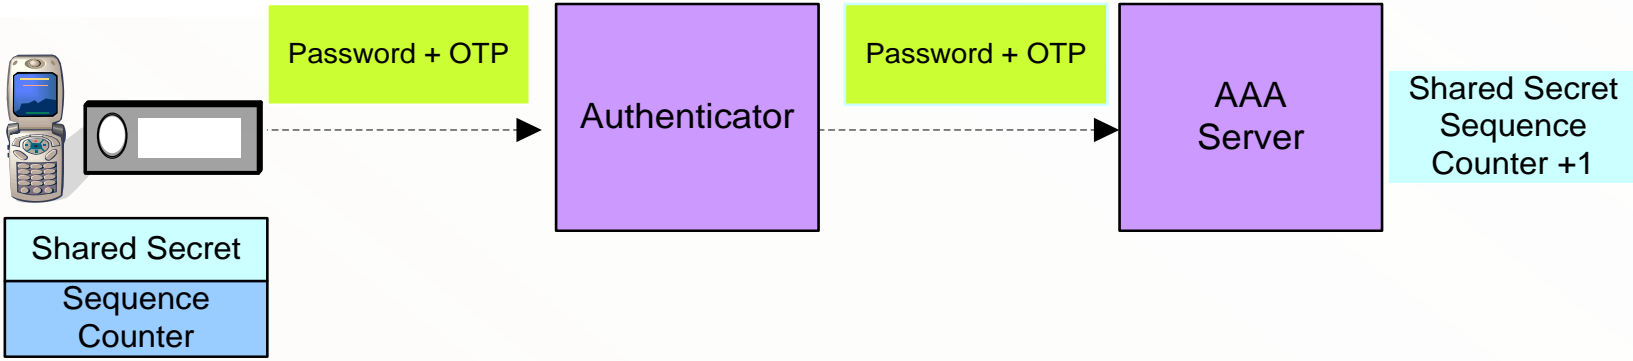 Password + OTP
Authenticator
Password + OTP
AAA
Server
Shared Secret
Sequence
Counter +1
Shared Secret
Sequence
Counter